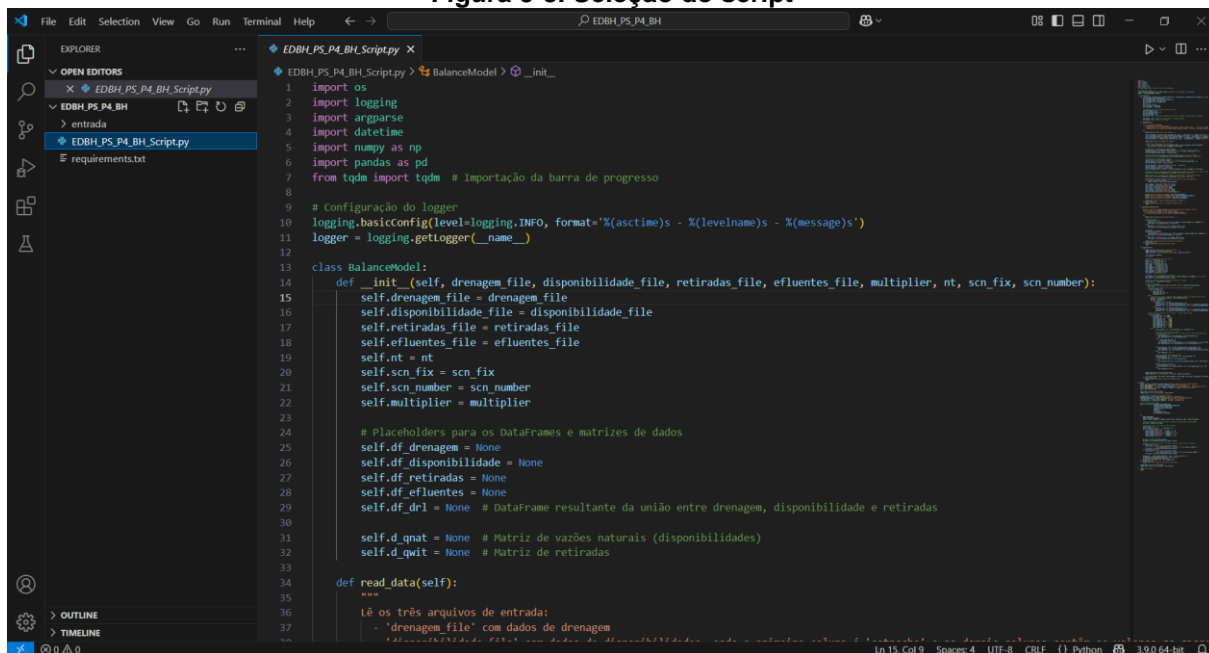 Figura 5-3. Seleção do script
File Edit Selection View Go Run Terminal Help
EDBH_PS_P4_BH
EXPLORER
OPEN EDITORS
EDBH_PS_P4_BH_Script.py
EDBH_PS_P4_BH
entrada
EDBH_PS_P4_BH_Script.py
requirements.txt
OUTLINE
TIMELINE
EDBH_PS_P4_BH_Script.py
EDBH_PS_P4_BH_Script.py > BalanceModel > __init__
1 import os
2 import logging
3 import argparse
4 import datetime
5 import numpy as np
6 import pandas as pd
7 from tqdm import tqdm # Importação da barra de progresso
8
9 # Configuração do logger
10 logging.basicConfig(level=logging.INFO, format='%(asctime)s - %(levelname)s - %(message)s')
11 logger = logging.getLogger(__name__)
12
13 class BalanceModel:
14 def __init__(self, drenagem_file, disponibilidade_file, retiradas_file, efluentes_file, multiplier, nt, scn_fix, scn_number):
15 self.drenagem_file = drenagem_file
16 self.disponibilidade_file = disponibilidade_file
17 self.retiradas_file = retiradas_file
18 self.efluentes_file = efluentes_file
19 self.nt = nt
20 self.scn_fix = scn_fix
21 self.scn_number = scn_number
22 self.multiplier = multiplier
23
24 # Placeholders para os DataFrames e matrizes de dados
25 self.df_drenagem = None
26 self.df_disponibilidade = None
27 self.df_retiradas = None
28 self.df_efluentes = None
29 self.df_drl = None # DataFrame resultante da união entre drenagem, disponibilidade e retiradas
30
31 self.d_qnat = None # Matriz de vazões naturais (disponibilidades)
32 self.d_qwit = None # Matriz de retiradas
33
34 def read_data(self):
35 """
36 Lê os três arquivos de entrada:
37 - 'drenagem_file' com dados de drenagem
0 0 Ln 15, Col 9 Spaces: 4 UTF-8 CRLF {} Python 3.9.0 64-bit